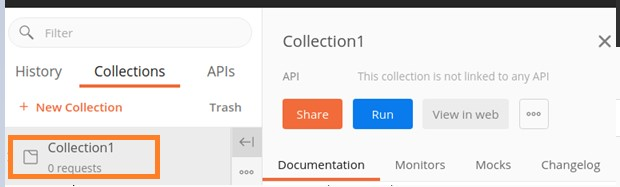 Filter
History Collections APIs
+ New Collection Trash
Collection1
0 requests
Collection1
API This collection is not linked to any API
Share Run View in web
Documentation Monitors Mocks Changelog